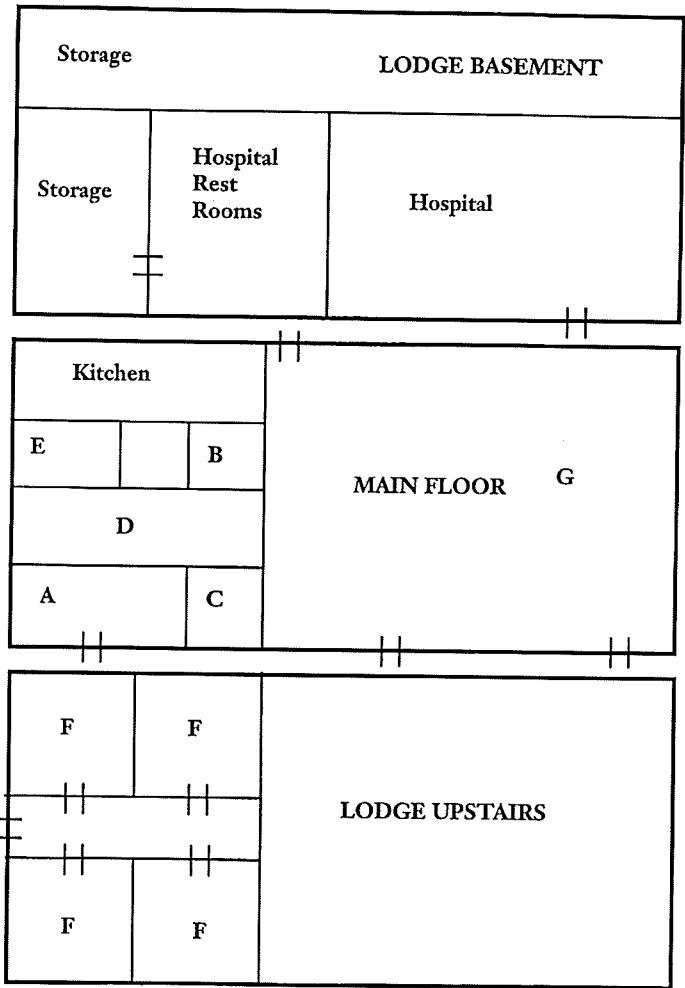 Storage
LODGE BASEMENT
Storage
Hospital
Rest
Rooms
Hospital
Kitchen
E
B
MAIN FLOOR
G
D
A
C
F
F
LODGE UPSTAIRS
F
F